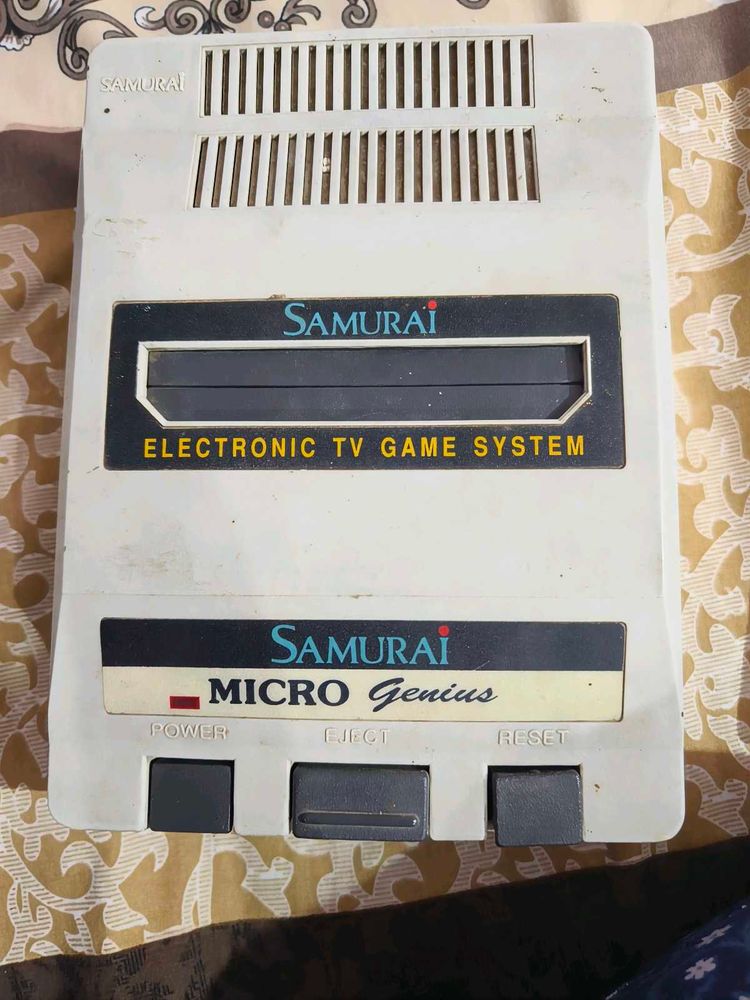 SAMURAI
SAMURAI
ELECTRONIC TV GAME SYSTEM
SAMURAI
MICRO Genius
POWER EJECT RESET